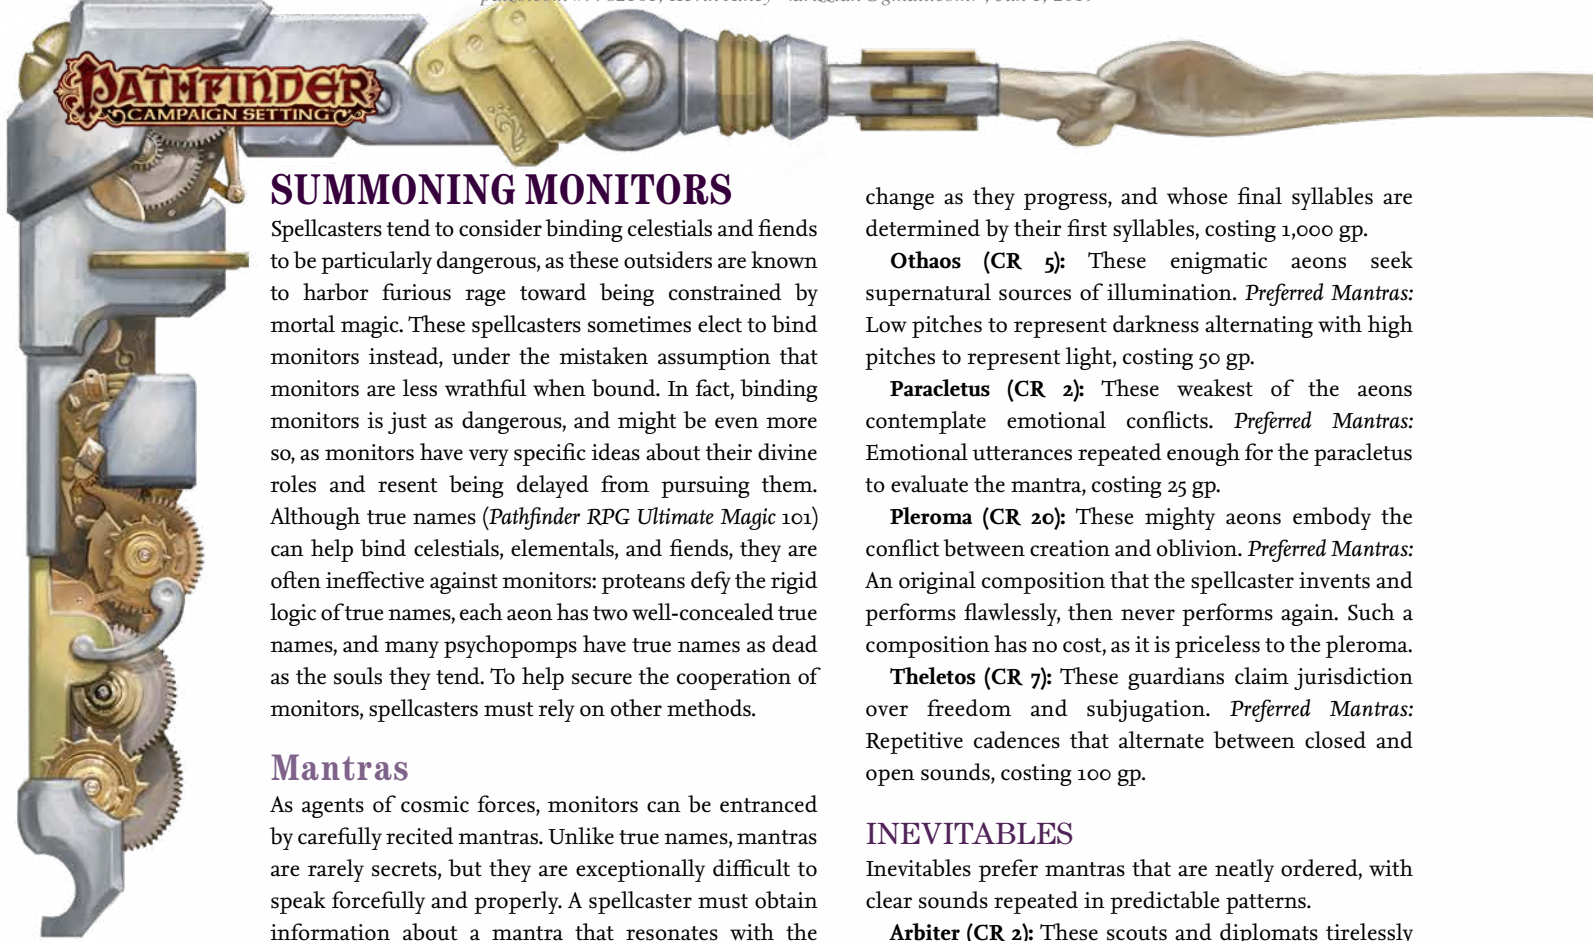 PATHFINDER
CAMPAIGN SETTING
SUMMONING MONITORS
Spellcasters tend to consider binding celestials and fiends
to be particularly dangerous, as these outsiders are known
to harbor furious rage toward being constrained by
mortal magic. These spellcasters sometimes elect to bind
monitors instead, under the mistaken assumption that
monitors are less wrathful when bound. In fact, binding
monitors is just as dangerous, and might be even more
so, as monitors have very specific ideas about their divine
roles and resent being delayed from pursuing them.
Although true names (Pathfinder RPG Ultimate Magic 101)
can help bind celestials, elementals, and fiends, they are
often ineffective against monitors: proteans defy the rigid
logic of true names, each aeon has two well-concealed true
names, and many psychopomps have true names as dead
as the souls they tend. To help secure the cooperation of
monitors, spellcasters must rely on other methods.
Mantras
As agents of cosmic forces, monitors can be entranced
by carefully recited mantras. Unlike true names, mantras
are rarely secrets, but they are exceptionally difficult to
speak forcefully and properly. A spellcaster must obtain
information about a mantra that resonates with the
change as they progress, and whose final syllables are
determined by their first syllables, costing 1,000 gp.
Othaos (CR 5): These enigmatic aeons seek
supernatural sources of illumination. Preferred Mantras:
Low pitches to represent darkness alternating with high
pitches to represent light, costing 50 gp.
Paracletus (CR 2): These weakest of the aeons
contemplate emotional conflicts. Preferred Mantras:
Emotional utterances repeated enough for the paracletus
to evaluate the mantra, costing 25 gp.
Pleroma (CR 20): These mighty aeons embody the
conflict between creation and oblivion. Preferred Mantras:
An original composition that the spellcaster invents and
performs flawlessly, then never performs again. Such a
composition has no cost, as it is priceless to the pleroma.
Theletos (CR 7): These guardians claim jurisdiction
over freedom and subjugation. Preferred Mantras:
Repetitive cadences that alternate between closed and
open sounds, costing 100 gp.
INEVITABLES
Inevitables prefer mantras that are neatly ordered, with
clear sounds repeated in predictable patterns.
Arbiter (CR 2): These scouts and diplomats tirelessly